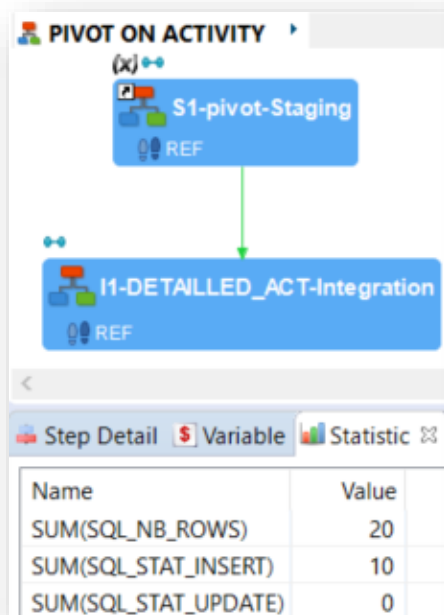 PIVOT ON ACTIVITY
(x)
S1-pivot-Staging
REF
I1-DETAILLED_ACT-Integration
REF
Step Detail $ Variable Statistic
Name Value
SUM(SQL_NB_ROWS) 20
SUM(SQL_STAT_INSERT) 10
SUM(SQL_STAT_UPDATE) 0